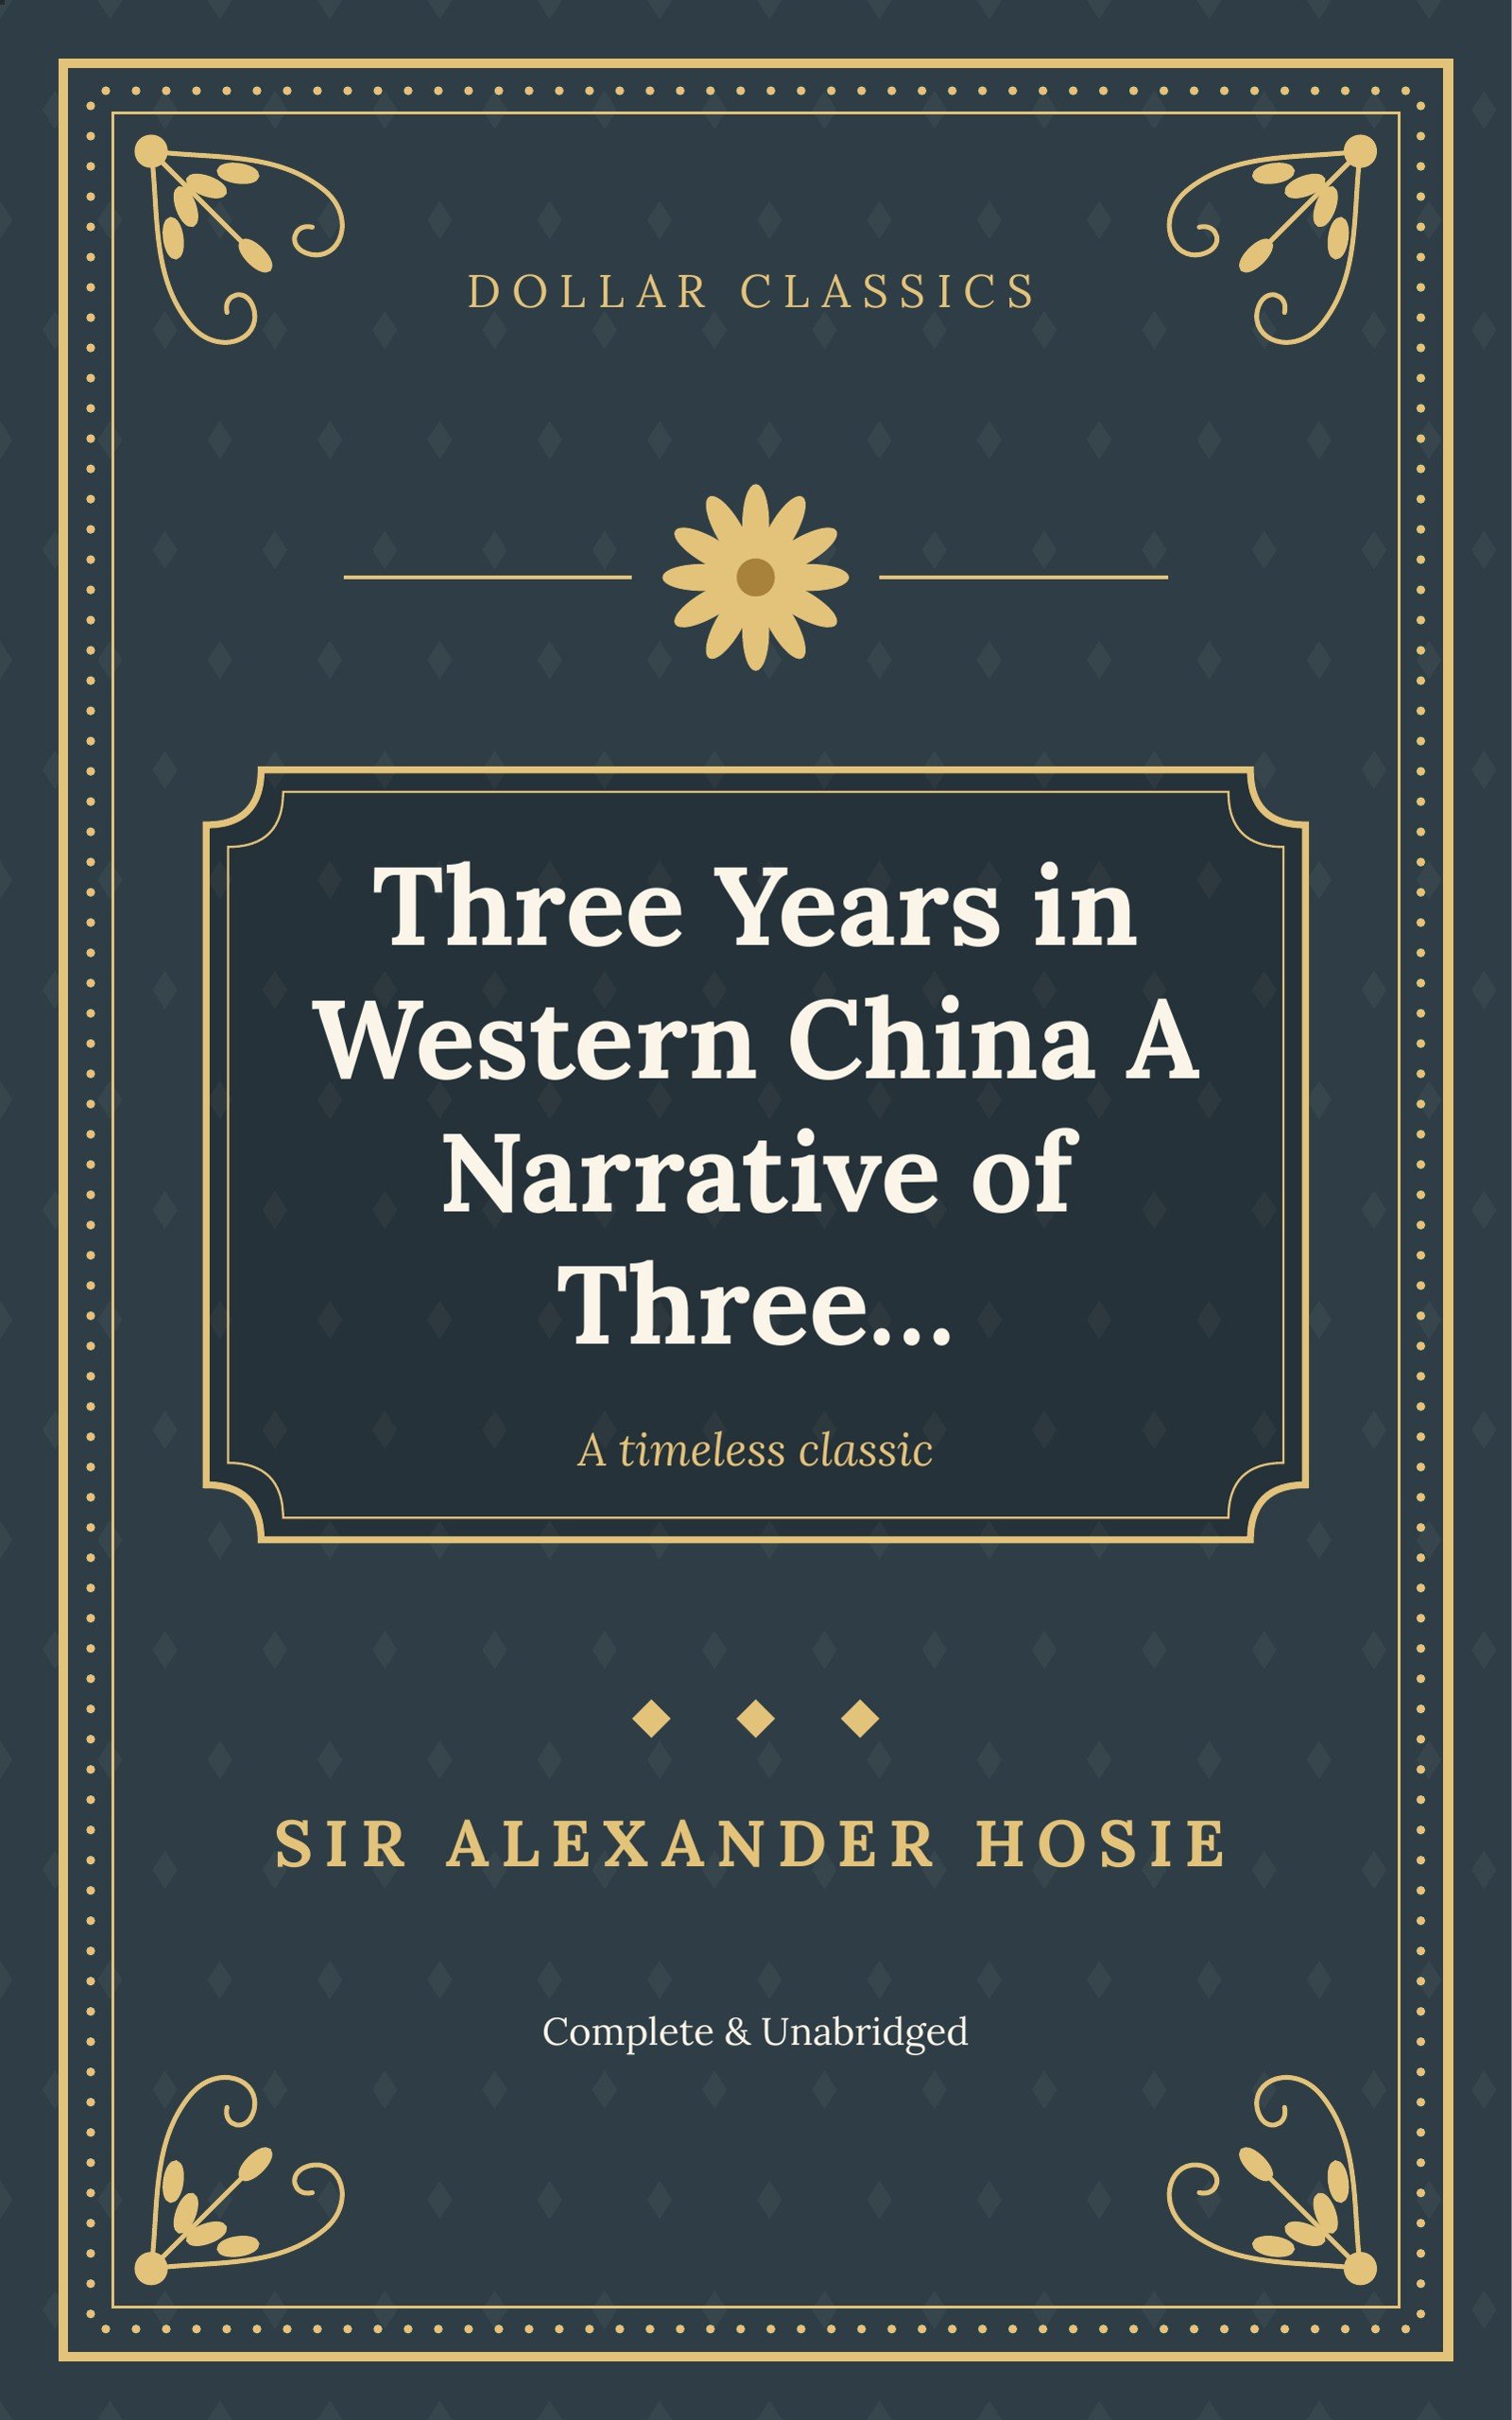 DOLLAR CLASSICS
Three Years in
Western China A
Narrative of
Three...
A timeless classic
SIR ALEXANDER HOSIE
Complete & Unabridged